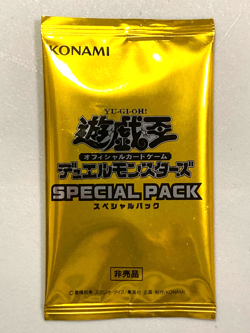 KONAMI
YU-GI-OH!
遊戯王
オフィシャルカードゲーム
デュエルモンスターズ
SPECIAL PACK
スペシャルパック
非売品